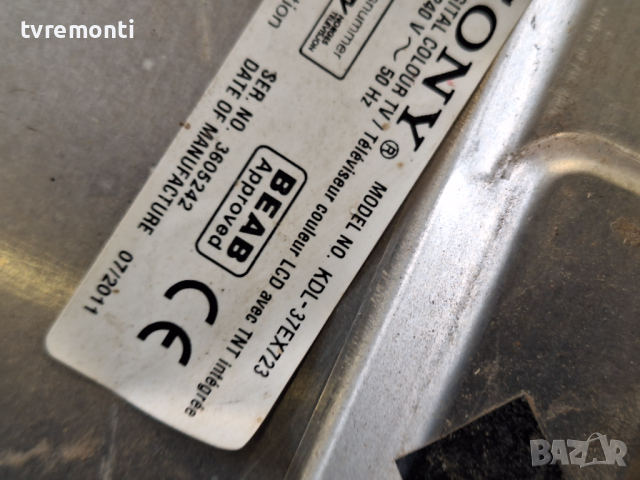 tvremonti
SONY®
MODEL NO. KDL-37EX723
DIGITAL COLOUR TV / Téléviseur couleur LCD avec TNT intégrée
240 V ~ 50 Hz
BEAB
Approved
CE
SER. NO. 3605242
DATE OF MANUFACTURE 07/2011
BAZAR